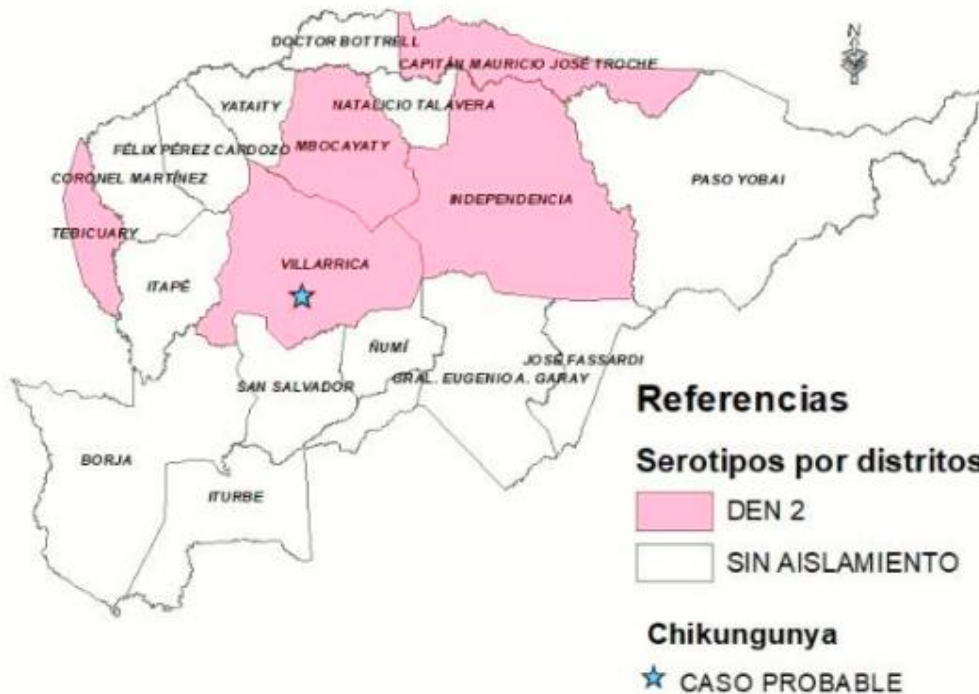 N
DOCTOR BOTTRELL
CAPITÁN MAURICIO JOSÉ TROCHE
YATAITY
NATALICIO TALAVERA
FÉLIX PÉREZ CARDOZO
MBOCAYATY
CORONEL MARTÍNEZ
PASO YOBAI
INDEPENDENCIA
TEBICUARY
VILLARRICA
ITAPÉ
ÑUMÍ
JOSÉ FASSARDI
SAN SALVADOR
GRAL. EUGENIO A. GARAY
BORJA
ITURBE
Referencias
Serotipos por distritos
DEN 2
SIN AISLAMIENTO
Chikungunya
CASO PROBABLE